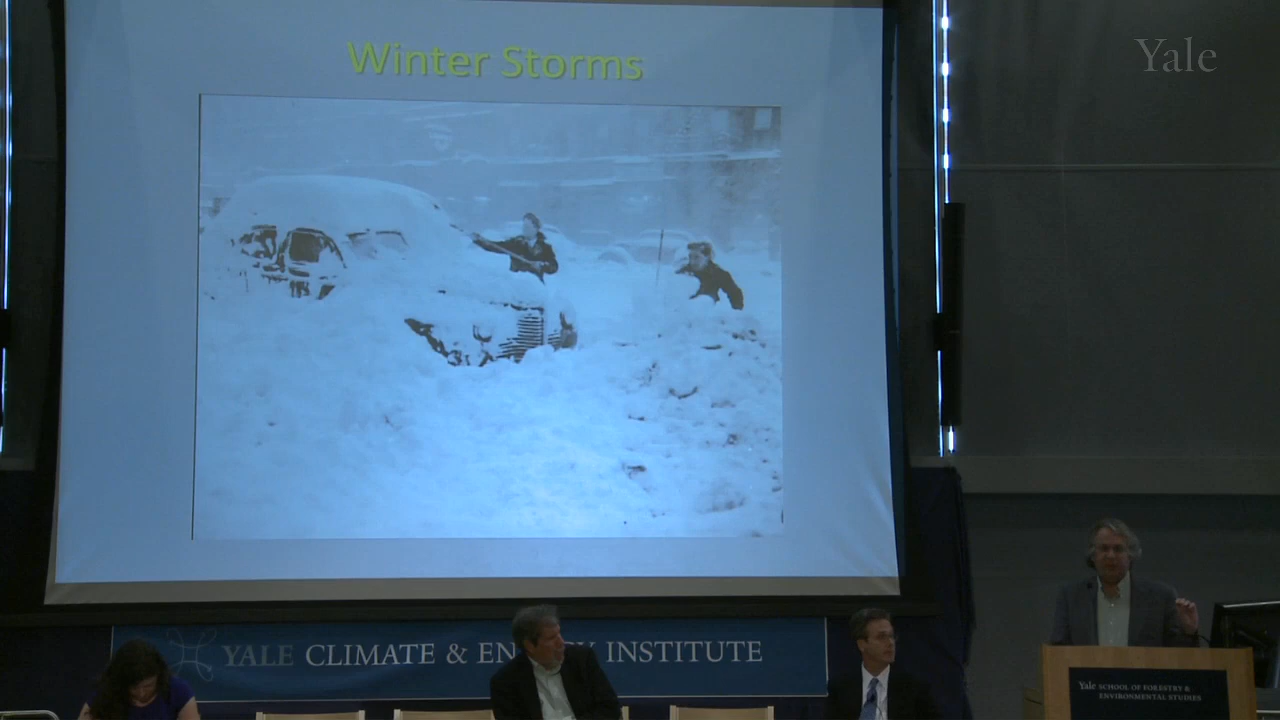 Winter Storms
Yale
YALE CLIMATE & EN Y INSTITUTE
Yale SCHOOL OF FORESTRY &
ENVIRONMENTAL STUDIES